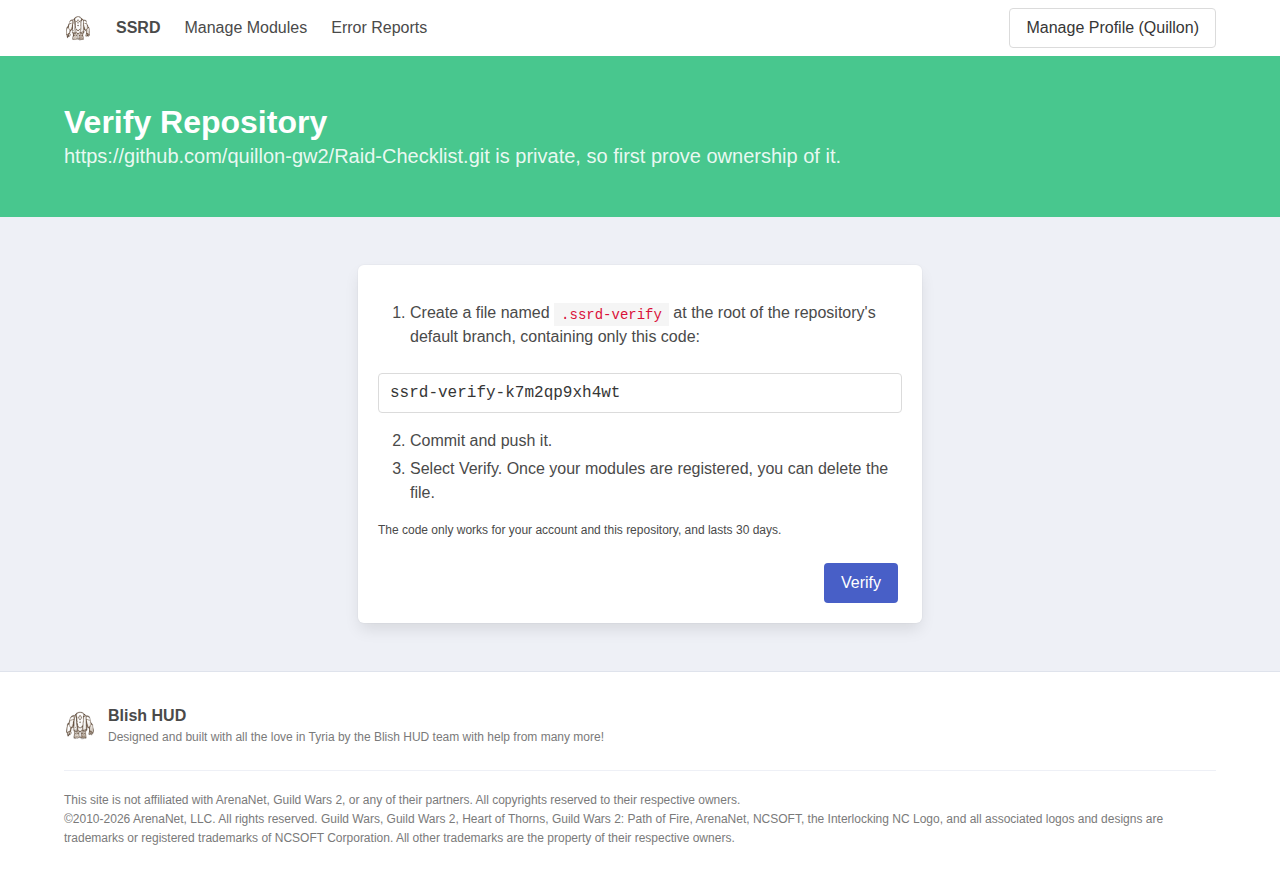 SSRD Manage Modules Error Reports Manage Profile (Quillon)
Verify Repository
https://github.com/quillon-gw2/Raid-Checklist.git is private, so first prove ownership of it.
1. Create a file named .ssrd-verify at the root of the repository's
default branch, containing only this code:
ssrd-verify-k7m2qp9xh4wt
2. Commit and push it.
3. Select Verify. Once your modules are registered, you can delete the
file.
The code only works for your account and this repository, and lasts 30 days.
Verify
Blish HUD
Designed and built with all the love in Tyria by the Blish HUD team with help from many more!
This site is not affiliated with ArenaNet, Guild Wars 2, or any of their partners. All copyrights reserved to their respective owners.
©2010-2026 ArenaNet, LLC. All rights reserved. Guild Wars, Guild Wars 2, Heart of Thorns, Guild Wars 2: Path of Fire, ArenaNet, NCSOFT, the Interlocking NC Logo, and all associated logos and designs are
trademarks or registered trademarks of NCSOFT Corporation. All other trademarks are the property of their respective owners.